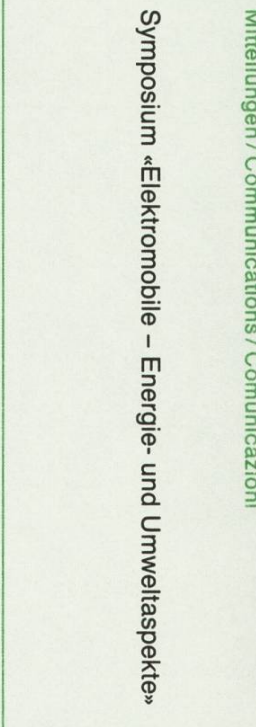 Mitteilungen / Communications / Comunicazioni
Symposium «Elektromobile – Energie- und Umweltaspekte»